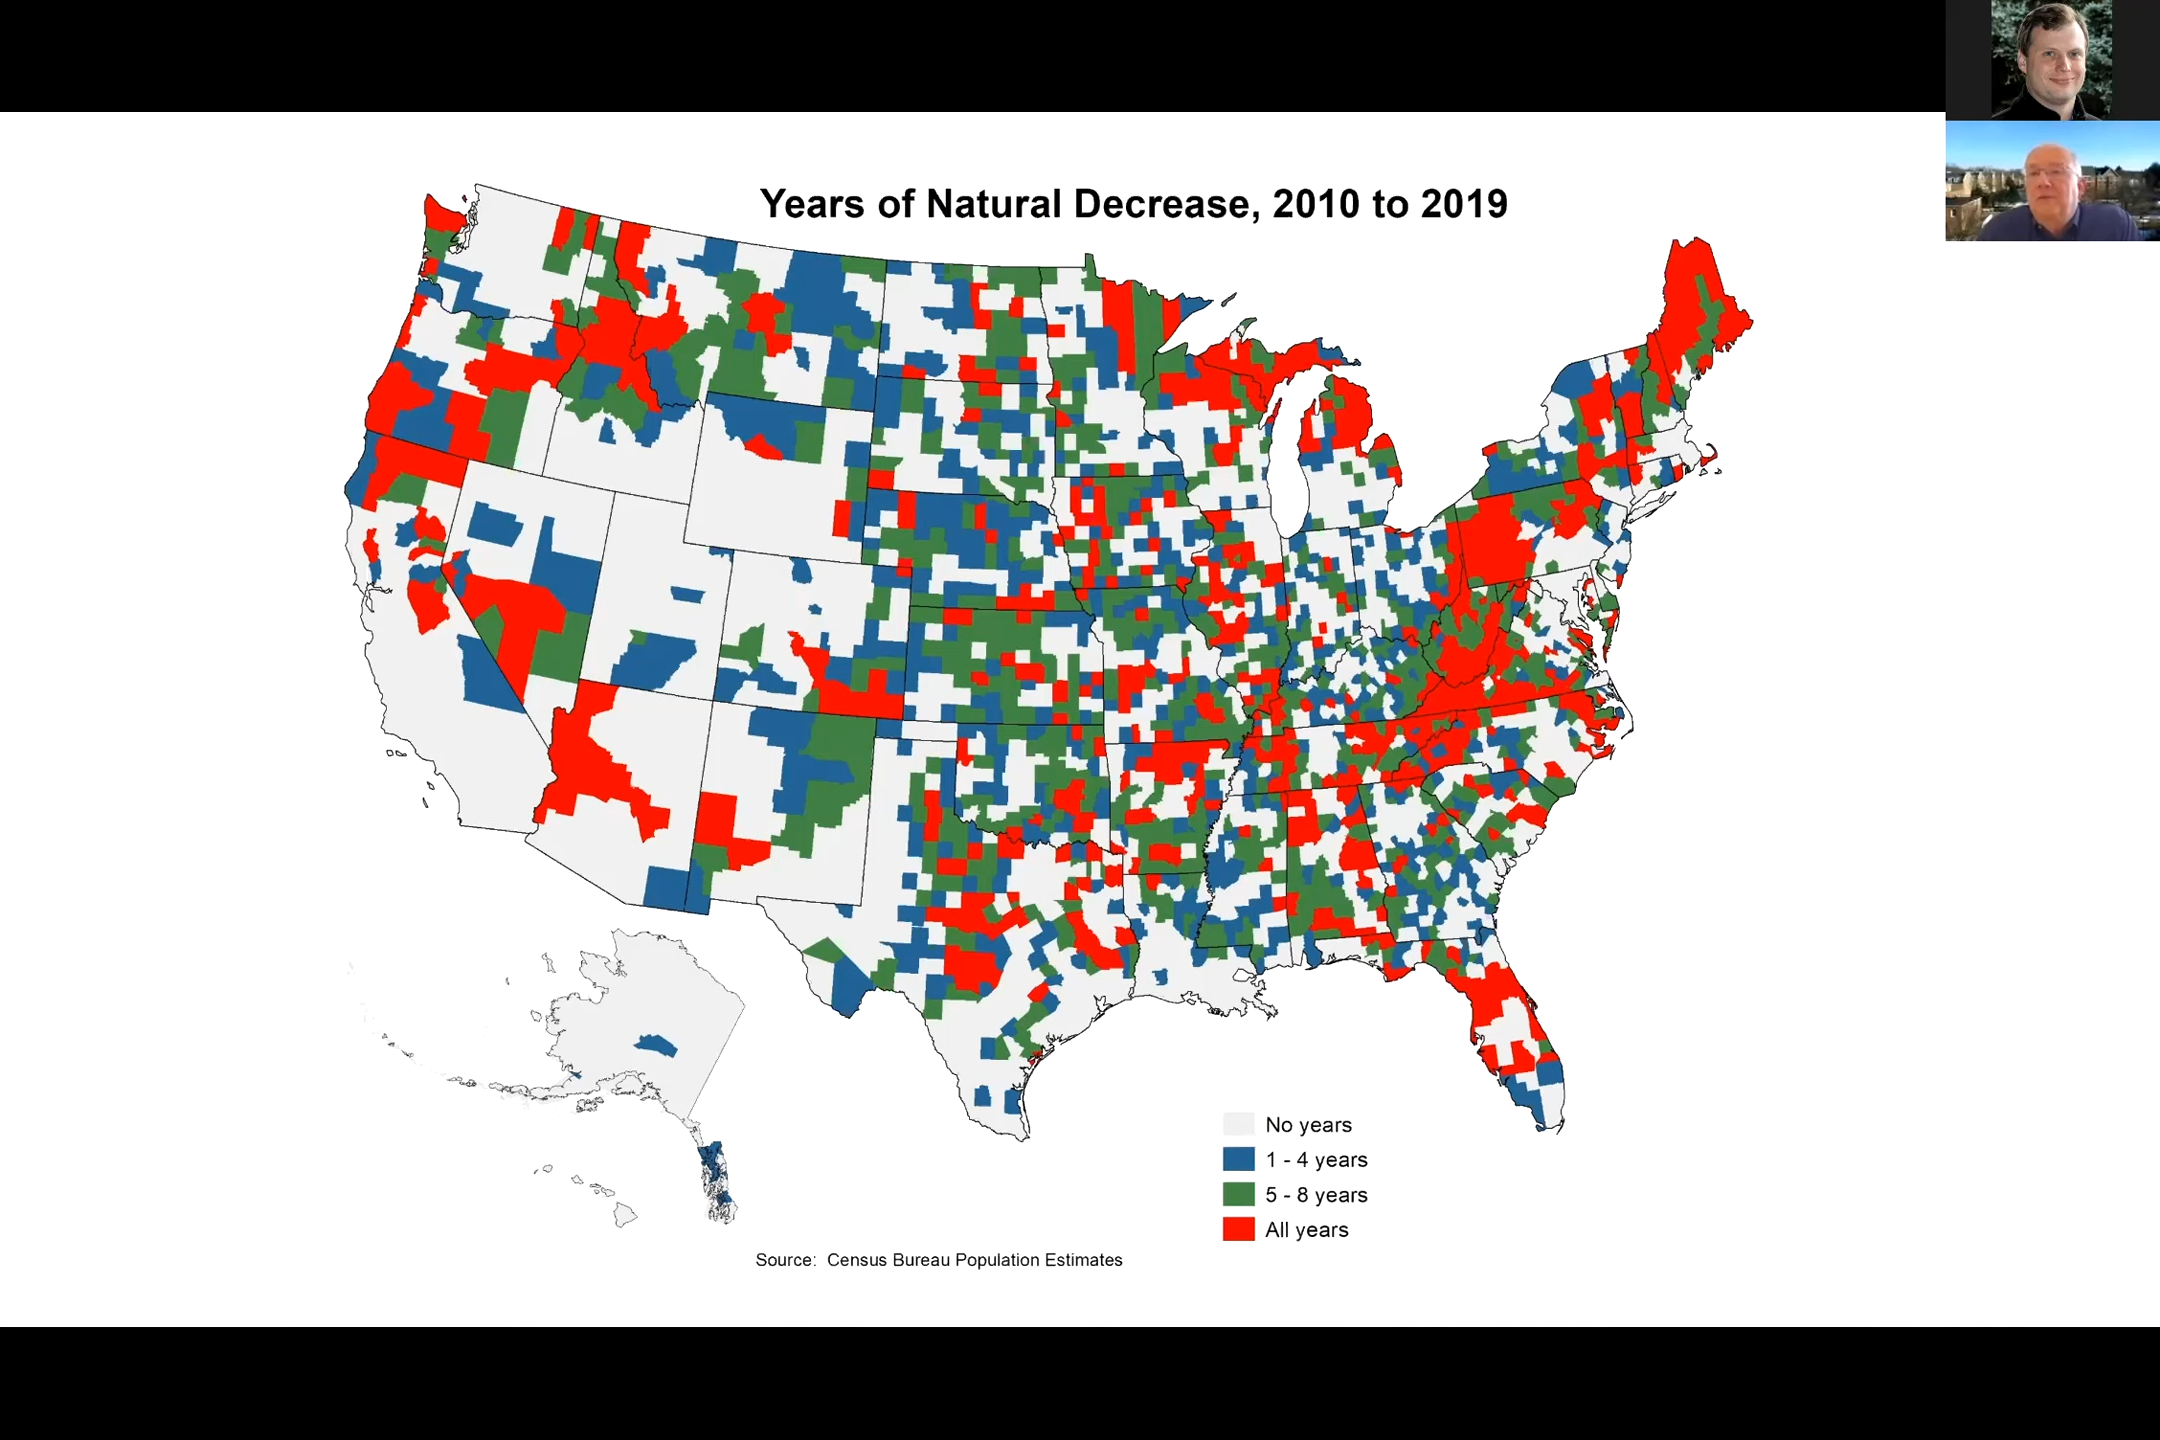 Years of Natural Decrease, 2010 to 2019
No years
1 - 4 years
5 - 8 years
All years
Source: Census Bureau Population Estimates